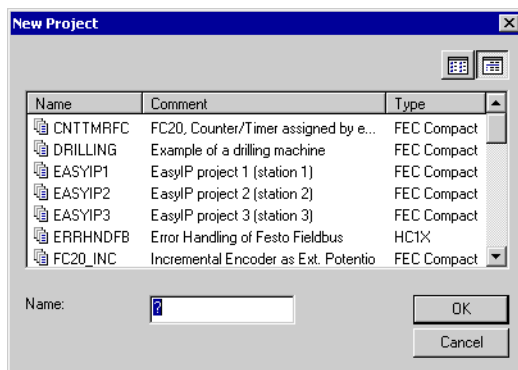 New Project
Name Comment Type
CNTTMRFC FC20, Counter/Timer assigned by e... FEC Compact
DRILLING Example of a drilling machine FEC Compact
EASYIP1 EasyIP project 1 (station 1) FEC Compact
EASYIP2 EasyIP project 2 (station 2) FEC Compact
EASYIP3 EasyIP project 3 (station 3) FEC Compact
ERRHNDFB Error Handling of Festo Fieldbus HC1X
FC20_INC Incremental Encoder as Ext. Potentio FEC Compact
Name: ? OK
Cancel